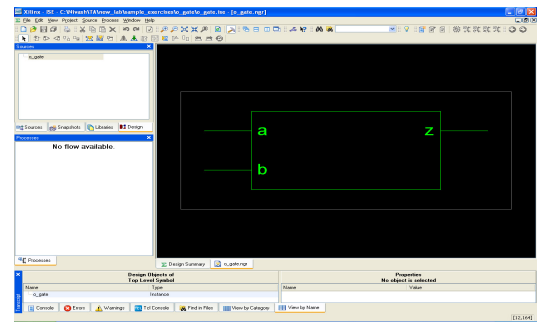 Xilinx - ISE - C:\Nivash\TA\new_lab\sample_exercises\o_gate\o_gate.ise - [o_gate.ngr]
File Edit View Project Source Process Window Help
Sources
o_gate
Sources Snapshots Libraries Design
Processes
No flow available.
a
z
b
Processes
Design Summary o_gate.ngr
Design Objects of
Top Level Symbol
Properties
No object is selected
Name Type Name Value
o_gate Instance
Transcript
Console Errors Warnings Tcl Console Find in Files View by Category View by Name
[32,164]